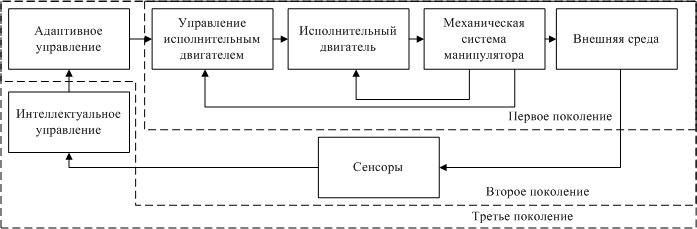 Адаптивное
управление
Управление
исполнительным
двигателем
Исполнительный
двигатель
Механическая
система
манипулятора
Внешняя среда
Интеллектуальное
управление
Первое поколение
Сенсоры
Второе поколение
Третье поколение